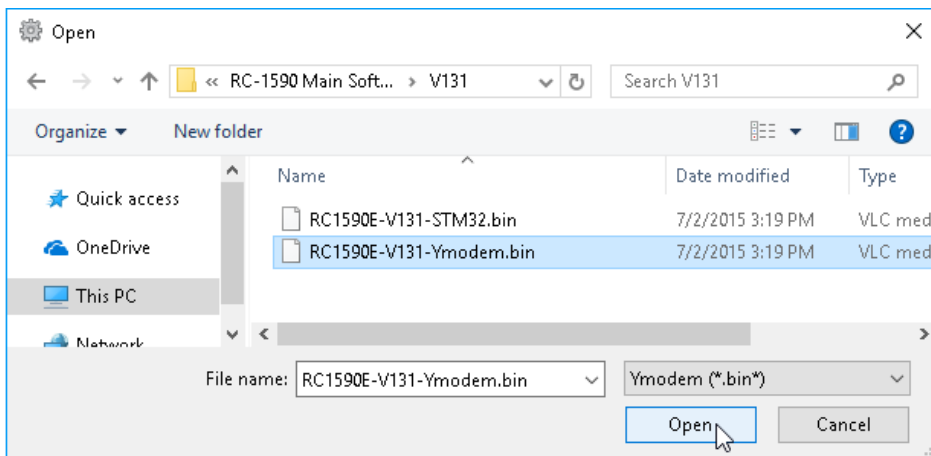 Open
« RC-1590 Main Soft... > V131
Search V131
Organize
New folder
Name Date modified Type
Quick access
OneDrive
This PC
Network
RC1590E-V131-STM32.bin 7/2/2015 3:19 PM VLC med
RC1590E-V131-Ymodem.bin 7/2/2015 3:19 PM VLC med
File name: RC1590E-V131-Ymodem.bin
Ymodem (*.bin*)
Open Cancel